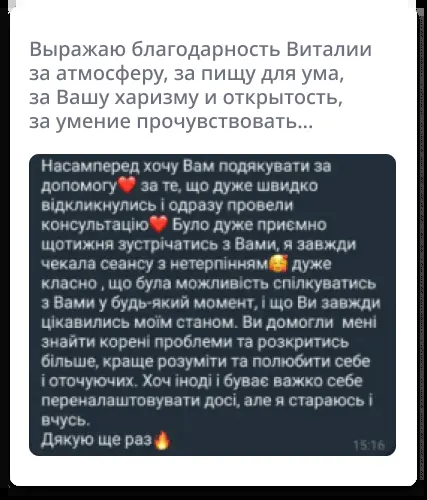 Выражаю благодарность Виталии
за атмосферу, за пищу для ума,
за Вашу харизму и открытость,
за умение прочувствовать...
Насамперед хочу Вам подякувати за
допомогу❤️ за те, що дуже швидко
відкликнулись і одразу провели
консультацію❤️ Було дуже приємно
щотижня зустрічатись з Вами, я завжди
чекала сеансу з нетерпінням🥰 дуже
класно , що була можливість спілкуватись
з Вами у будь-який момент, і що Ви завжди
цікавились моїм станом. Ви домогли мені
знайти корені проблеми та розкритись
більше, краще розуміти та полюбити себе
і оточуючих. Хоч іноді і буває важко себе
переналаштовувати досі, але я стараюсь і
вчусь.
Дякую ще раз🔥
15:16